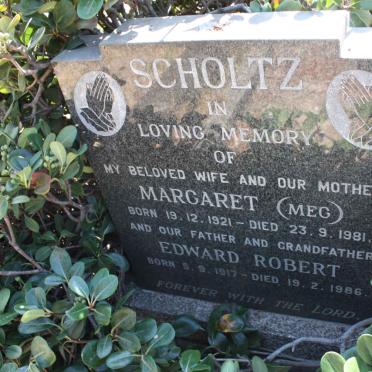 SCHOLTZ
IN
LOVING MEMORY
OF
MY BELOVED WIFE AND OUR MOTHE
MARGARET (MEG)
BORN 19.12.1921 - DIED 23.9.1981.
AND OUR FATHER AND GRANDFATHER
EDWARD ROBERT
BORN 5.9.1917 - DIED 19.2.1986
FOREVER WITH THE LORD